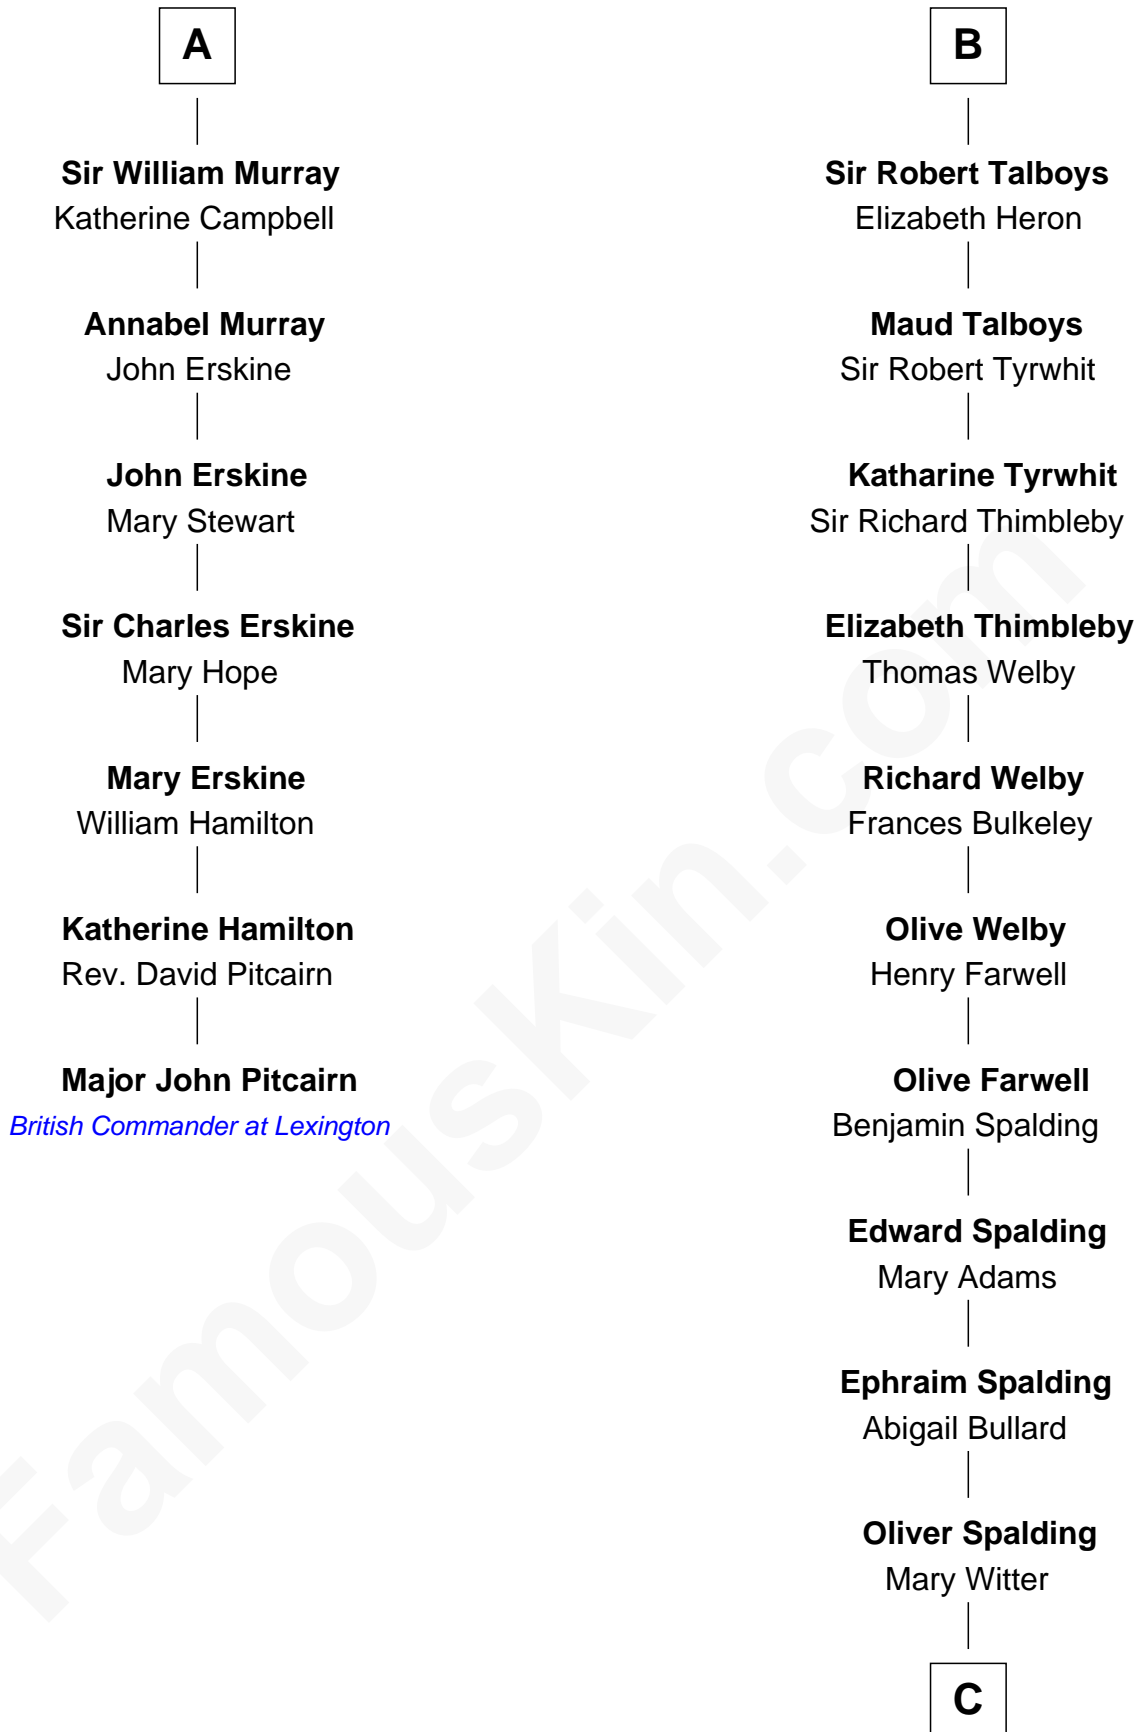 A
Sir William Murray
Katherine Campbell
Annabel Murray
John Erskine
John Erskine
Mary Stewart
Sir Charles Erskine
Mary Hope
Mary Erskine
William Hamilton
Katherine Hamilton
Rev. David Pitcairn
Major John Pitcairn
British Commander at Lexington
B
Sir Robert Talboys
Elizabeth Heron
Maud Talboys
Sir Robert Tyrwhit
Katharine Tyrwhit
Sir Richard Thimbleby
Elizabeth Thimbleby
Thomas Welby
Richard Welby
Frances Bulkeley
Olive Welby
Henry Farwell
Olive Farwell
Benjamin Spalding
Edward Spalding
Mary Adams
Ephraim Spalding
Abigail Bullard
Oliver Spalding
Mary Witter
C
FamousKin.com